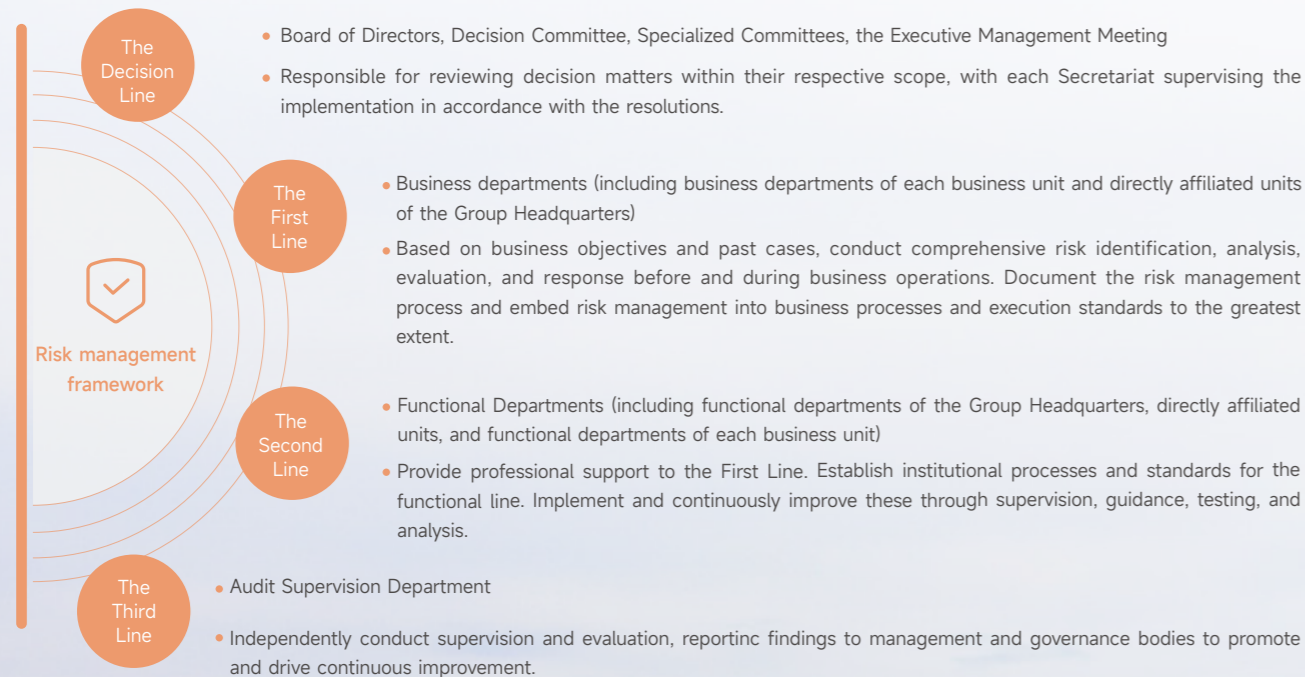 The
Decision
Line
• Board of Directors, Decision Committee, Specialized Committees, the Executive Management Meeting
• Responsible for reviewing decision matters within their respective scope, with each Secretariat supervising the
implementation in accordance with the resolutions.
The
First
Line
• Business departments (including business departments of each business unit and directly affiliated units
of the Group Headquarters)
• Based on business objectives and past cases, conduct comprehensive risk identification, analysis,
evaluation, and response before and during business operations. Document the risk management
process and embed risk management into business processes and execution standards to the greatest
extent.
Risk management
framework
The
Second
Line
• Functional Departments (including functional departments of the Group Headquarters, directly affiliated
units, and functional departments of each business unit)
• Provide professional support to the First Line. Establish institutional processes and standards for the
functional line. Implement and continuously improve these through supervision, guidance, testing, and
analysis.
The
Third
Line
• Audit Supervision Department
• Independently conduct supervision and evaluation, reportinc findings to management and governance bodies to promote
and drive continuous improvement.